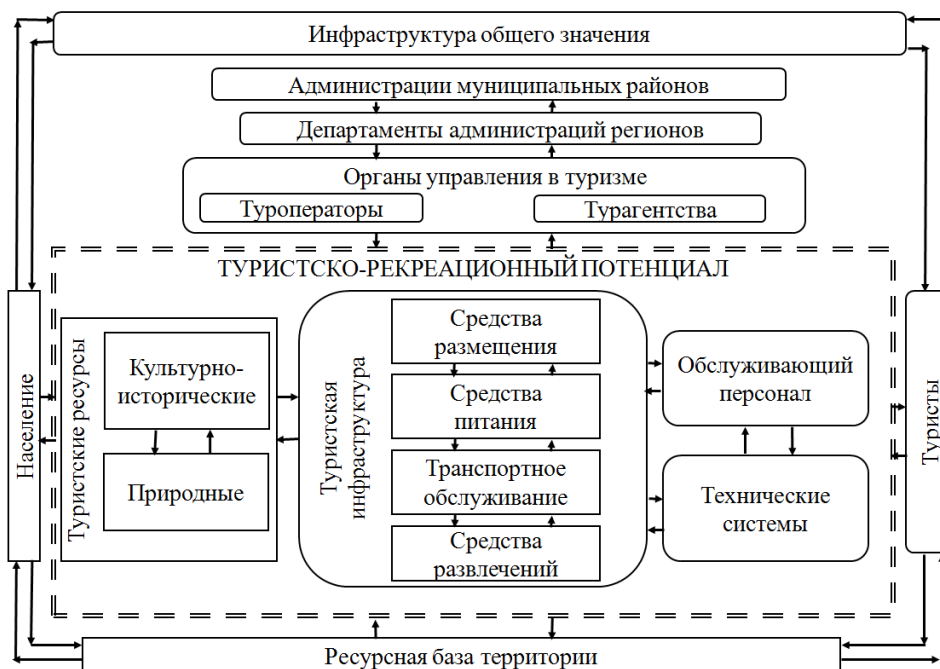 Инфраструктура общего значения
Администрации муниципальных районов
Департаменты администраций регионов
Органы управления в туризме
Туроператоры
Турагентства
ТУРИСТСКО-РЕКРЕАЦИОННЫЙ ПОТЕНЦИАЛ
Население
Туристские ресурсы
Культурно-
исторические
Природные
Туристская
инфраструктура
Средства
размещения
Средства
питания
Транспортное
обслуживание
Средства
развлечений
Обслуживающий
персонал
Технические
системы
Туристы
Ресурсная база территории